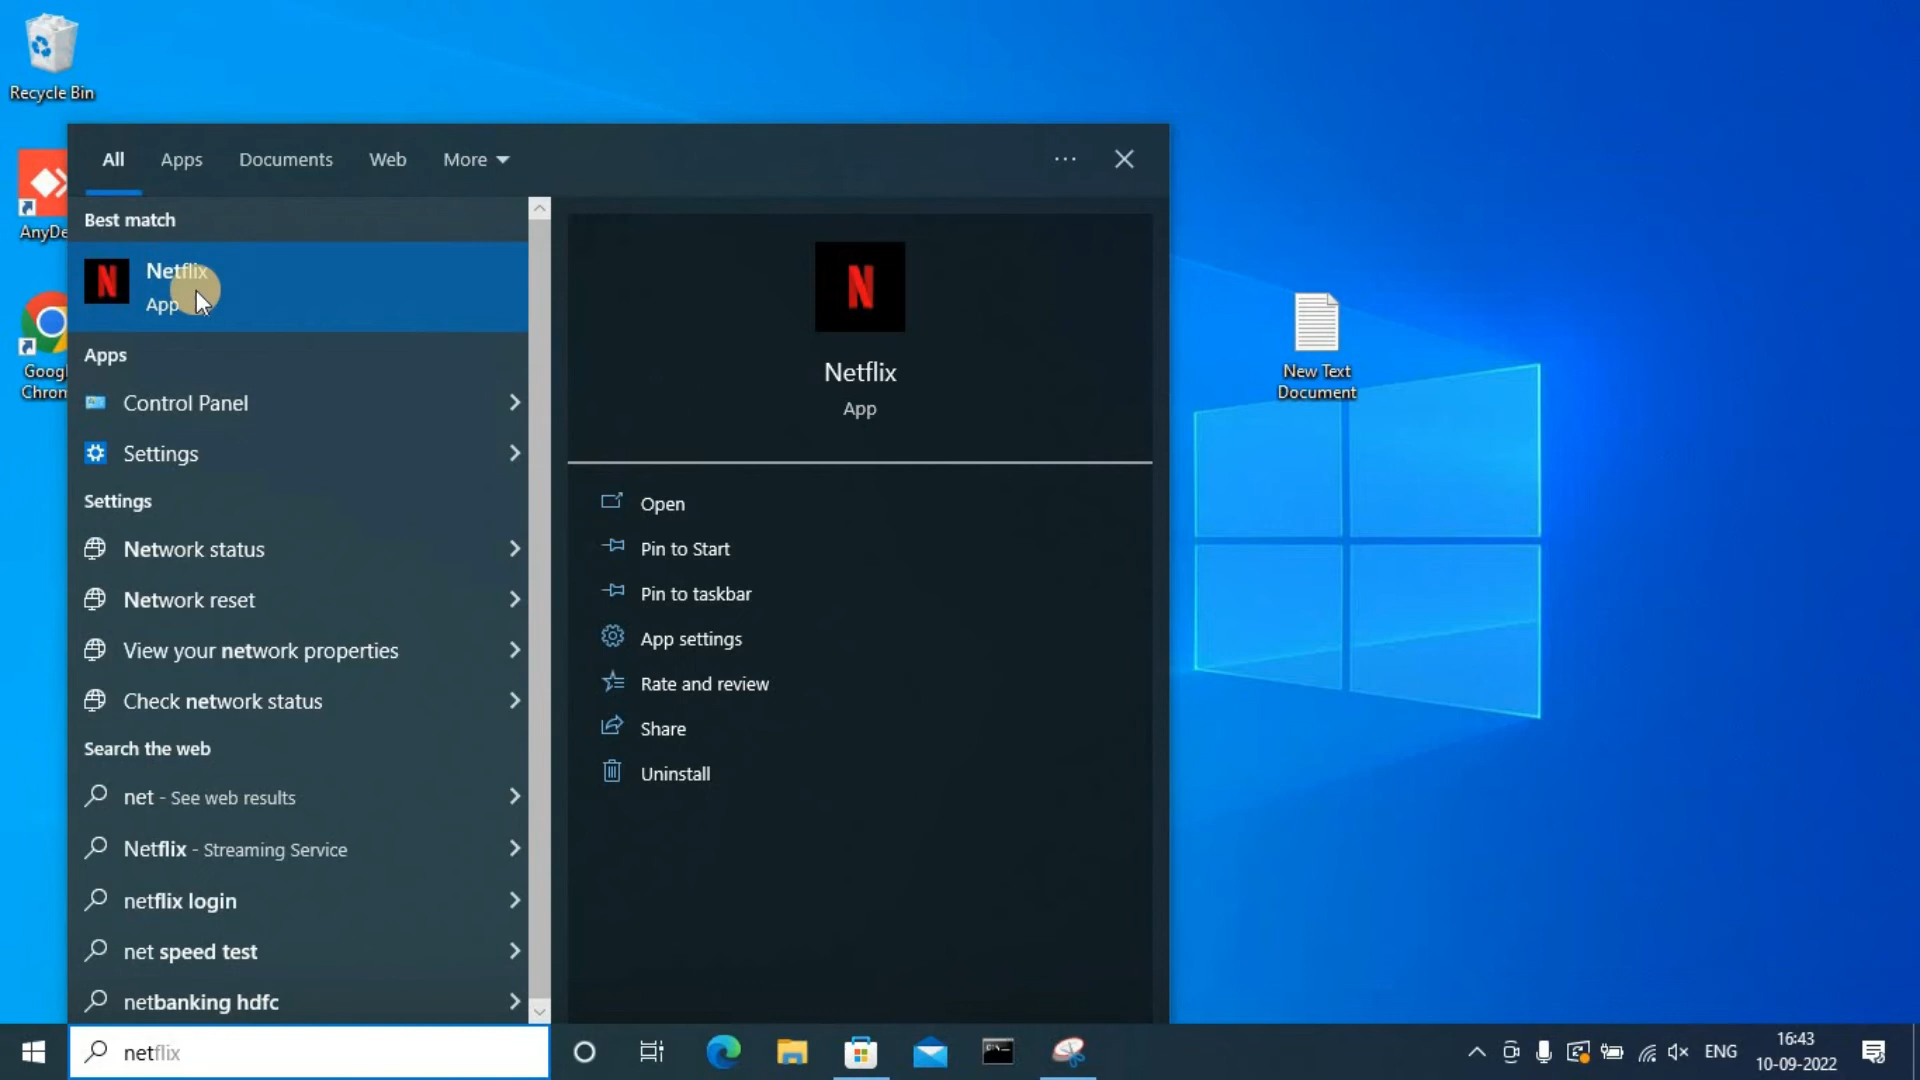 Recycle Bin
AnyDe
Googl
Chrom
All Apps Documents Web More
Best match
Netflix
App
Apps
Control Panel
Settings
Settings
Network status
Network reset
View your network properties
Check network status
Search the web
net - See web results
Netflix - Streaming Service
netflix login
net speed test
netbanking hdfc
netflix
N
Netflix
App
Open
Pin to Start
Pin to taskbar
App settings
Rate and review
Share
Uninstall
New Text
Document
ENG
16:43
10-09-2022